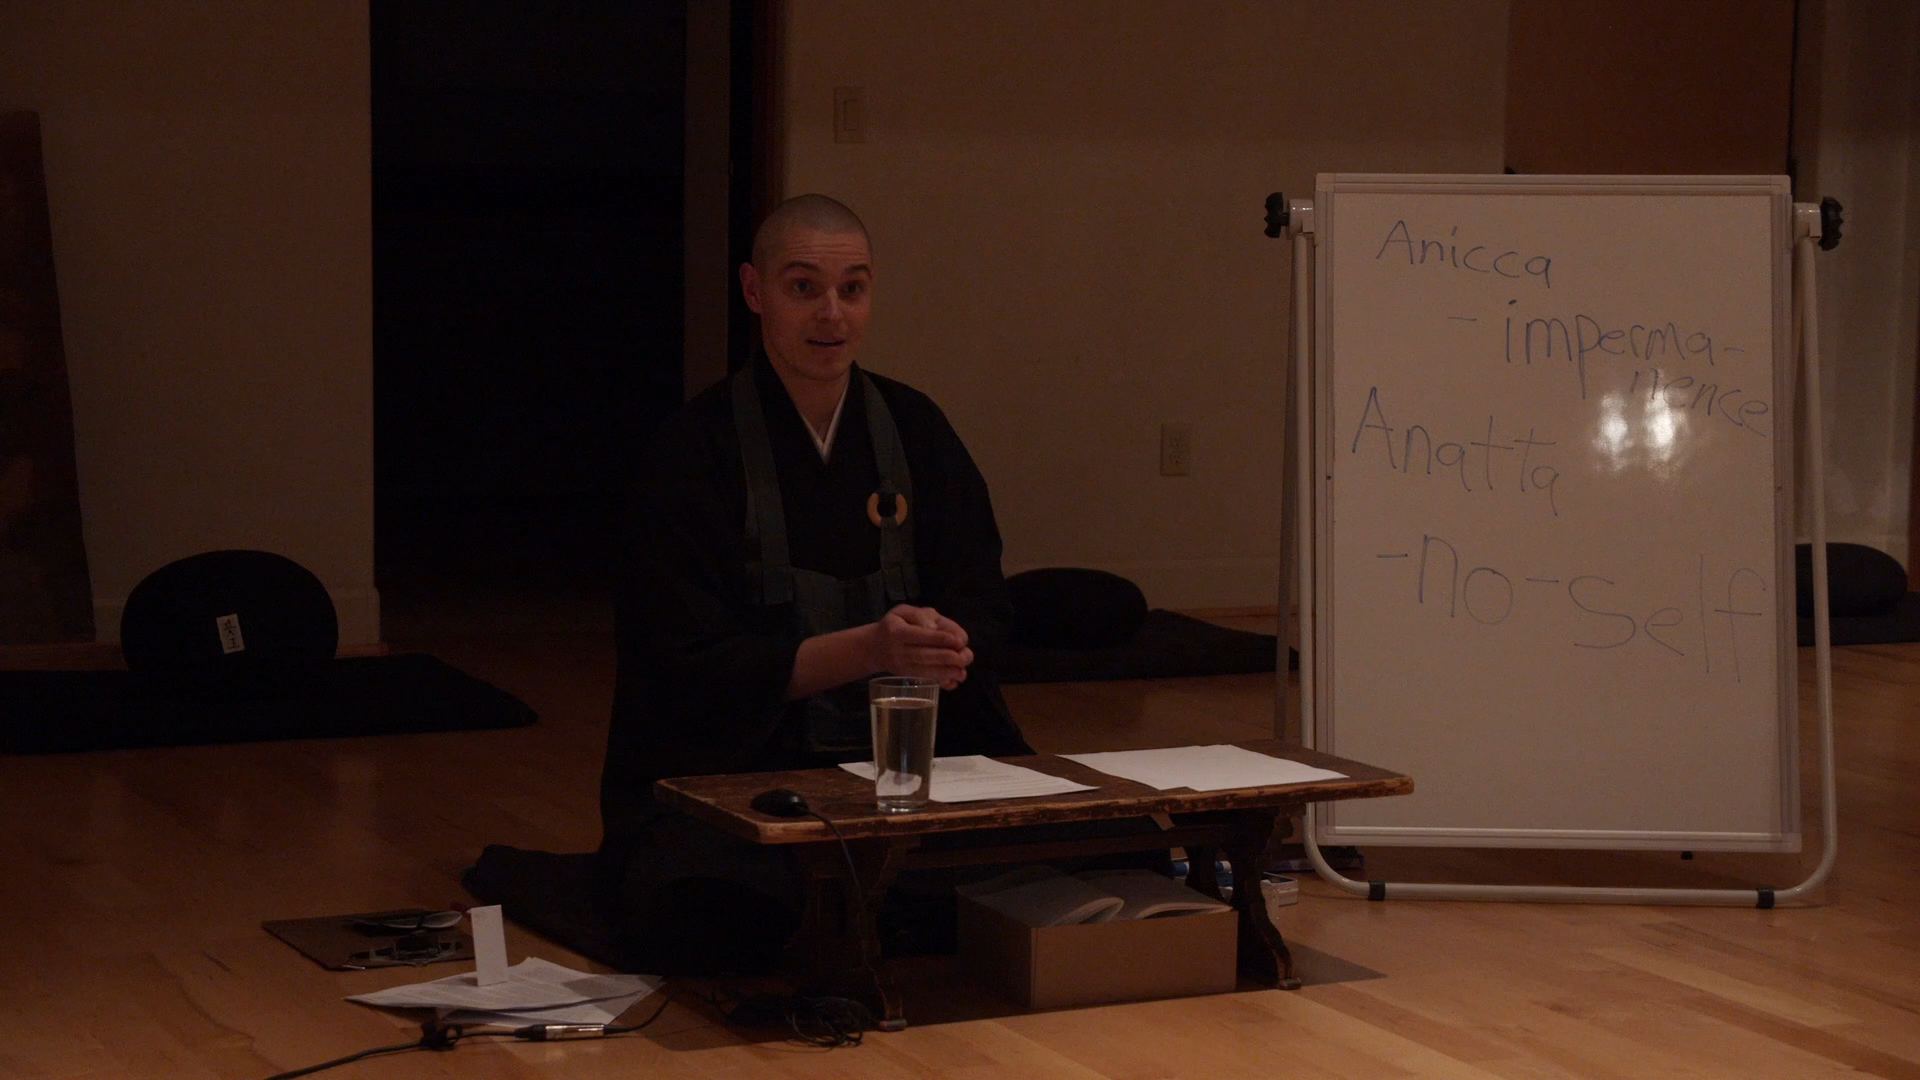 Anicca
- imperma-
nence
Anatta
- no-self